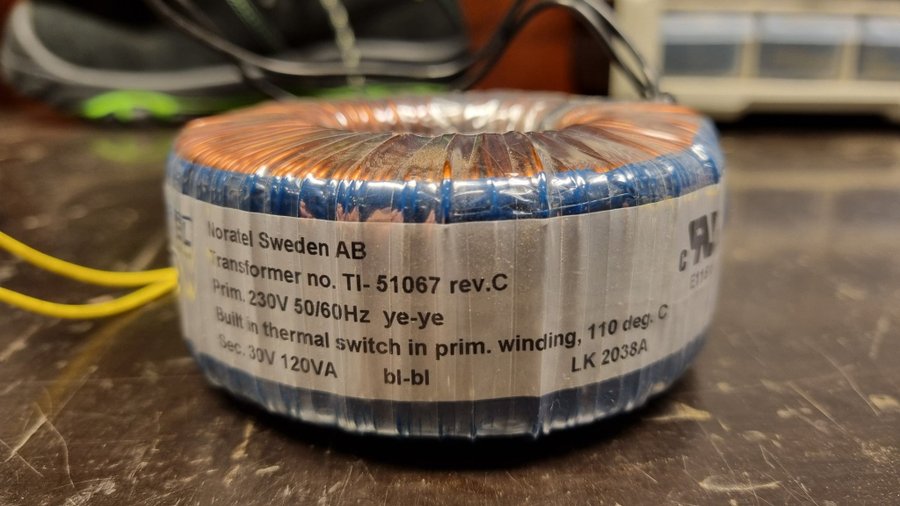 Noratel Sweden AB
Transformer no. TI- 51067 rev.C
Prim. 230V 50/60Hz ye-ye
Built in thermal switch in prim. winding, 110 deg. C
Sec. 30V 120VA bl-bl LK 2038A
c UR